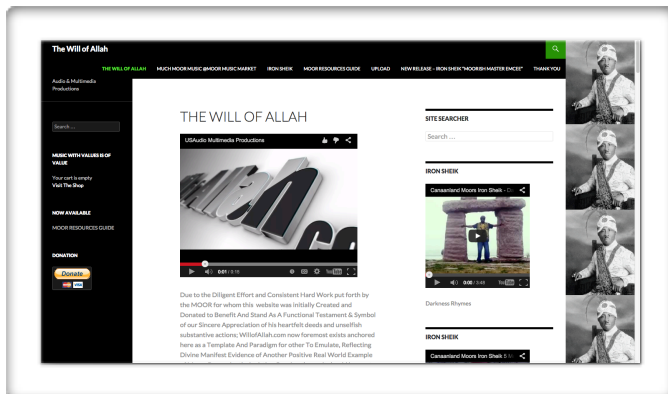 The Will of Allah
THE WILL OF ALLAH MUCH MOOR MUSIC @MOOR MUSIC MARKET IRON SHEIK MOOR RESOURCES GUIDE UPLOAD NEW RELEASE – IRON SHEIK "MOORISH MASTER EMCEE" THANK YOU
Audio & Multimedia
Productions
Search …
MUSIC WITH VALUES IS OF
VALUE
Your cart is empty
Visit The Shop
NOW AVAILABLE
MOOR RESOURCES GUIDE
DONATION
Donate
VISA
THE WILL OF ALLAH
USAudio Multimedia Productions
0:01 / 0:15
YouTube
Due to the Diligent Effort and Consistent Hard Work put forth by
the MOOR for whom this website was Initially Created and
Donated to Benefit And Stand As A Functional Testament & Symbol
of our Sincere Appreciation of his heartfelt deeds and unselfish
substantive actions; WillofAllah.com now foremost exists anchored
here as a Template And Paradigm for other To Emulate, Reflecting
Divine Manifest Evidence of Another Positive Real World Example
SITE SEARCHER
Search …
IRON SHEIK
Canaanland Moors Iron Sheik -
0:00 / 3:48
YouTube
Darkness Rhymes
IRON SHEIK
Canaanland Moors Iron Sheik 5